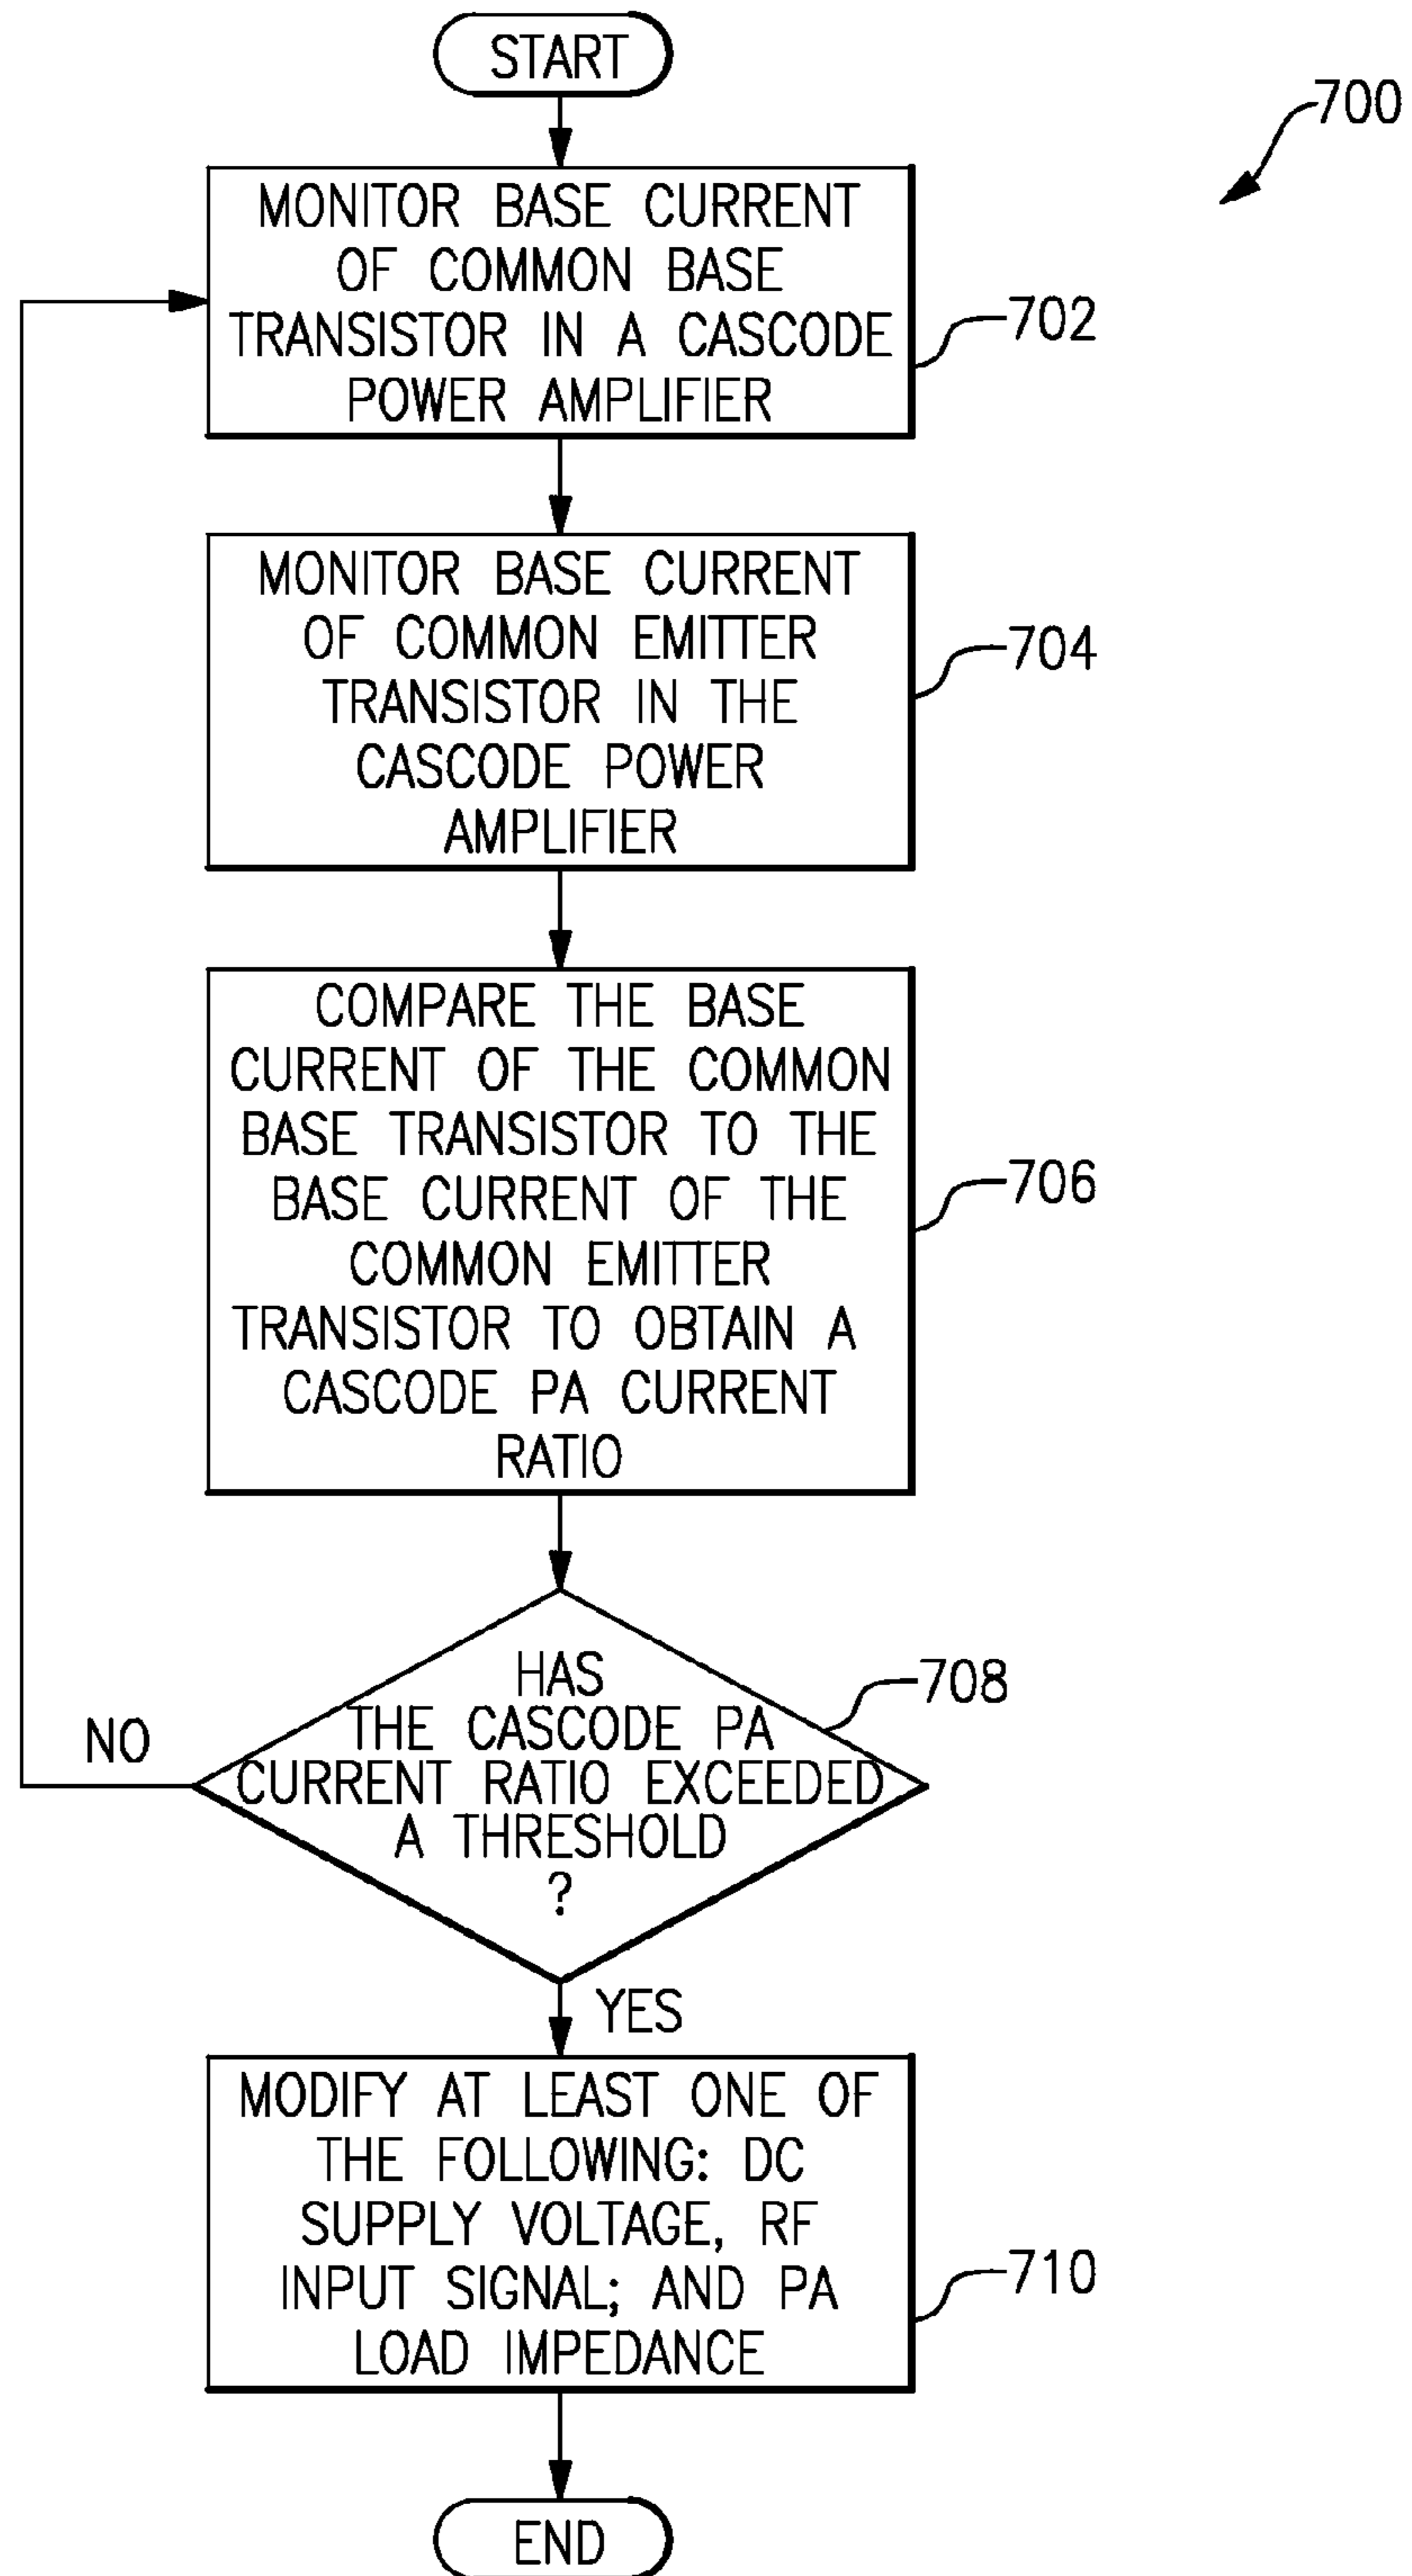 START
700
MONITOR BASE CURRENT
OF COMMON BASE
TRANSISTOR IN A CASCODE
POWER AMPLIFIER
702
MONITOR BASE CURRENT
OF COMMON EMITTER
TRANSISTOR IN THE
CASCODE POWER
AMPLIFIER
704
COMPARE THE BASE
CURRENT OF THE COMMON
BASE TRANSISTOR TO THE
BASE CURRENT OF THE
COMMON EMITTER
TRANSISTOR TO OBTAIN A
CASCODE PA CURRENT
RATIO
706
HAS
THE CASCODE PA
CURRENT RATIO EXCEEDED
A THRESHOLD
?
708
NO
YES
MODIFY AT LEAST ONE OF
THE FOLLOWING: DC
SUPPLY VOLTAGE, RF
INPUT SIGNAL; AND PA
LOAD IMPEDANCE
710
END